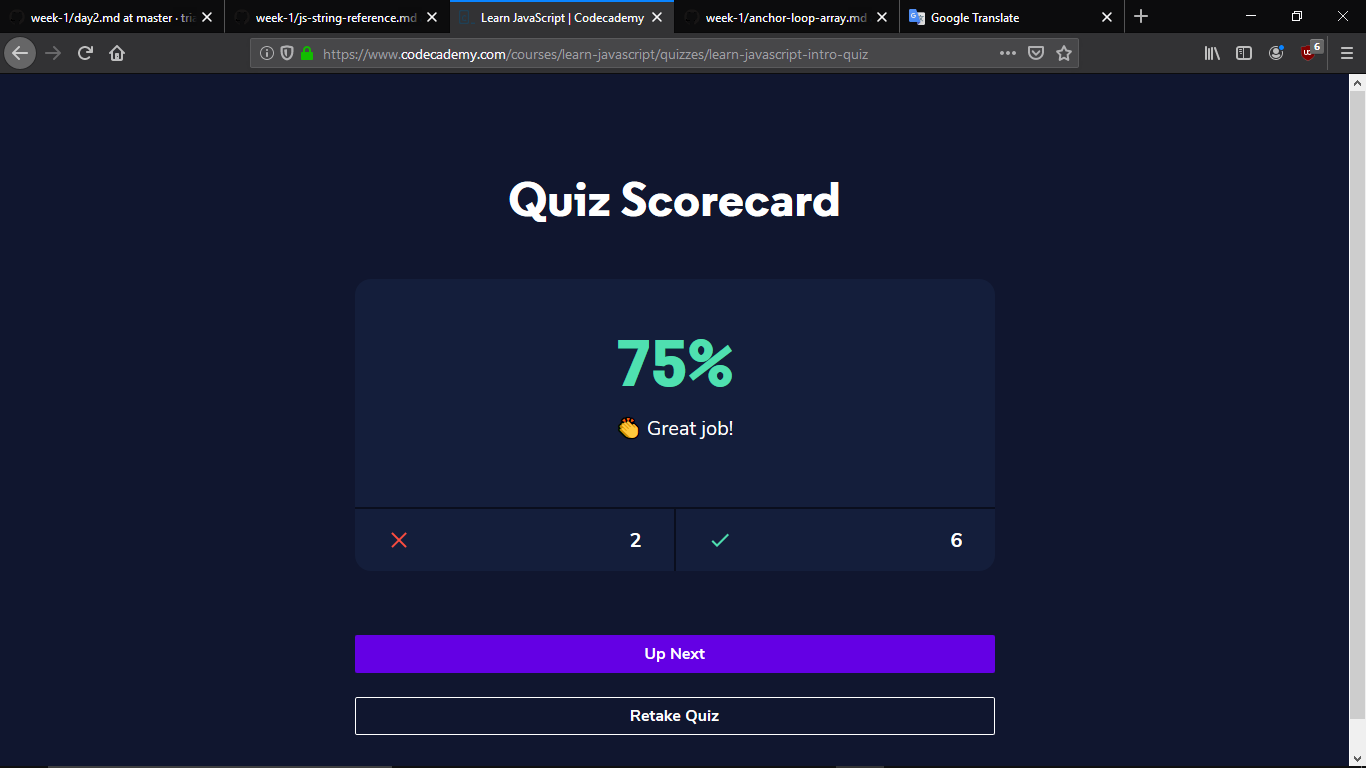 week-1/day2.md at master · tri
week-1/js-string-reference.md
Learn JavaScript | Codecademy
week-1/anchor-loop-array.md
Google Translate
https://www.codecademy.com/courses/learn-javascript/quizzes/learn-javascript-intro-quiz
6
Quiz Scorecard
75%
👏 Great job!
2
6
Up Next
Retake Quiz